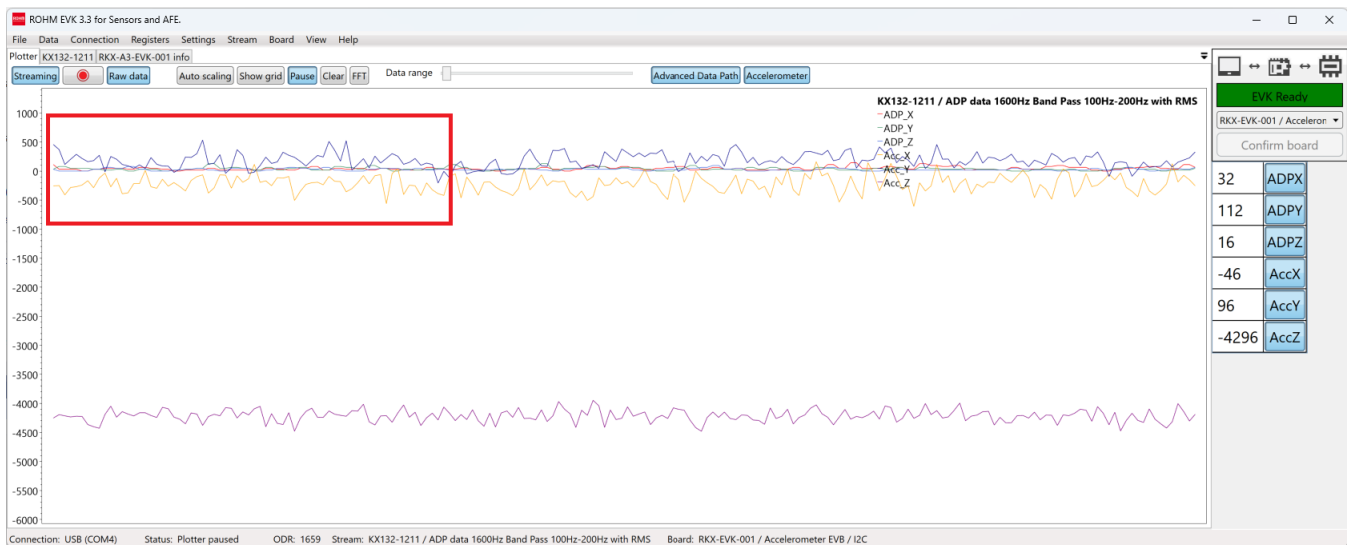 ROHM EVK 3.3 for Sensors and AFE.
File Data Connection Registers Settings Stream Board View Help
Plotter KX132-1211 RKX-A3-EVK-001 info
Streaming Raw data Auto scaling Show grid Pause Clear FFT Data range Advanced Data Path Accelerometer
KX132-1211 / ADP data 1600Hz Band Pass 100Hz-200Hz with RMS
ADP_X
ADP_Y
ADP_Z
Acc_X
Acc_Y
Acc_Z
1000
500
0
-500
-1000
-1500
-2000
-2500
-3000
-3500
-4000
-4500
-5000
-5500
-6000
EVK Ready
RKX-EVK-001 / Acceleron
Confirm board
32 ADPX
112 ADPY
16 ADPZ
-46 AccX
96 AccY
-4296 AccZ
Connection: USB (COM4) Status: Plotter paused ODR: 1659 Stream: KX132-1211 / ADP data 1600Hz Band Pass 100Hz-200Hz with RMS Board: RKX-EVK-001 / Accelerometer EVB / I2C